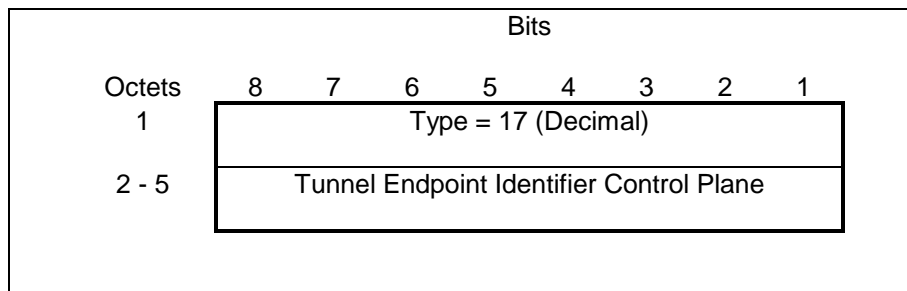 Bits
Octets 8 7 6 5 4 3 2 1
1 Type = 17 (Decimal)
2 - 5 Tunnel Endpoint Identifier Control Plane